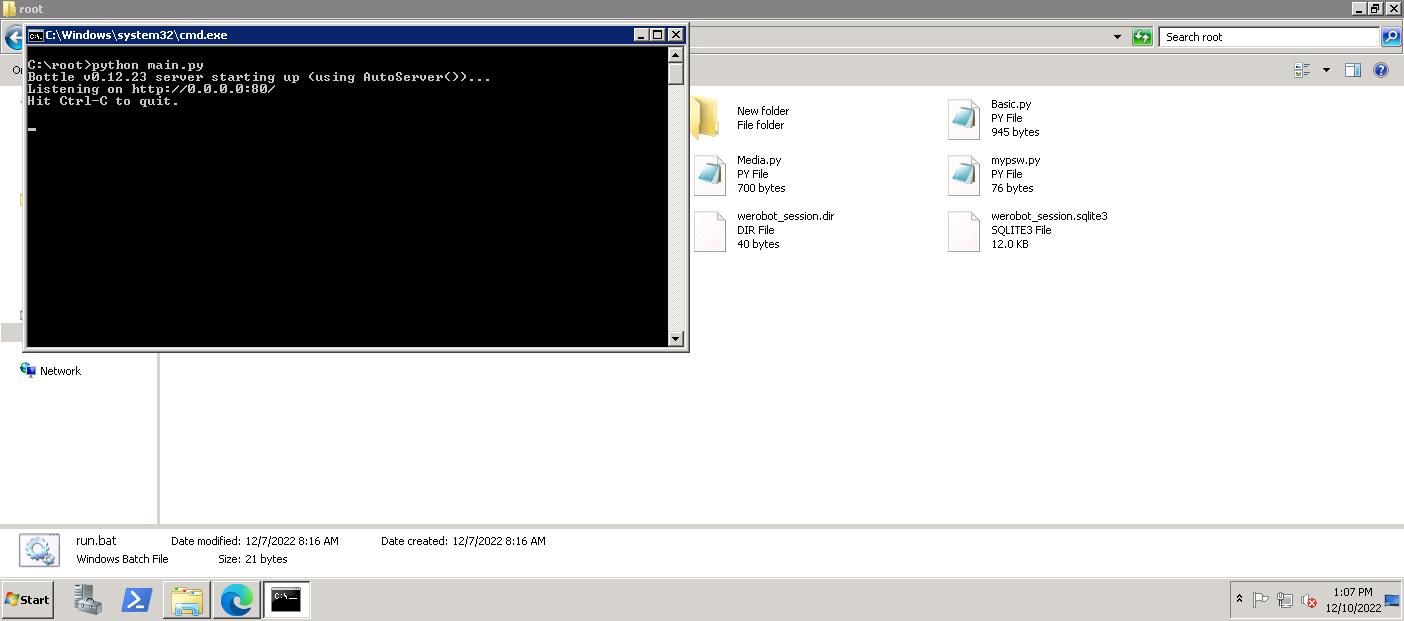 root
C:\Windows\system32\cmd.exe
C:\root>python main.py
Bottle v0.12.23 server starting up (using AutoServer())...
Listening on http://0.0.0.0:80/
Hit Ctrl-C to quit.
Search root
New folder
File folder
Basic.py
PY File
945 bytes
Media.py
PY File
700 bytes
mypsw.py
PY File
76 bytes
werobot_session.dir
DIR File
40 bytes
werobot_session.sqlite3
SQLITE3 File
12.0 KB
Network
run.bat Date modified: 12/7/2022 8:16 AM Date created: 12/7/2022 8:16 AM
Windows Batch File Size: 21 bytes
Start
1:07 PM
12/10/2022